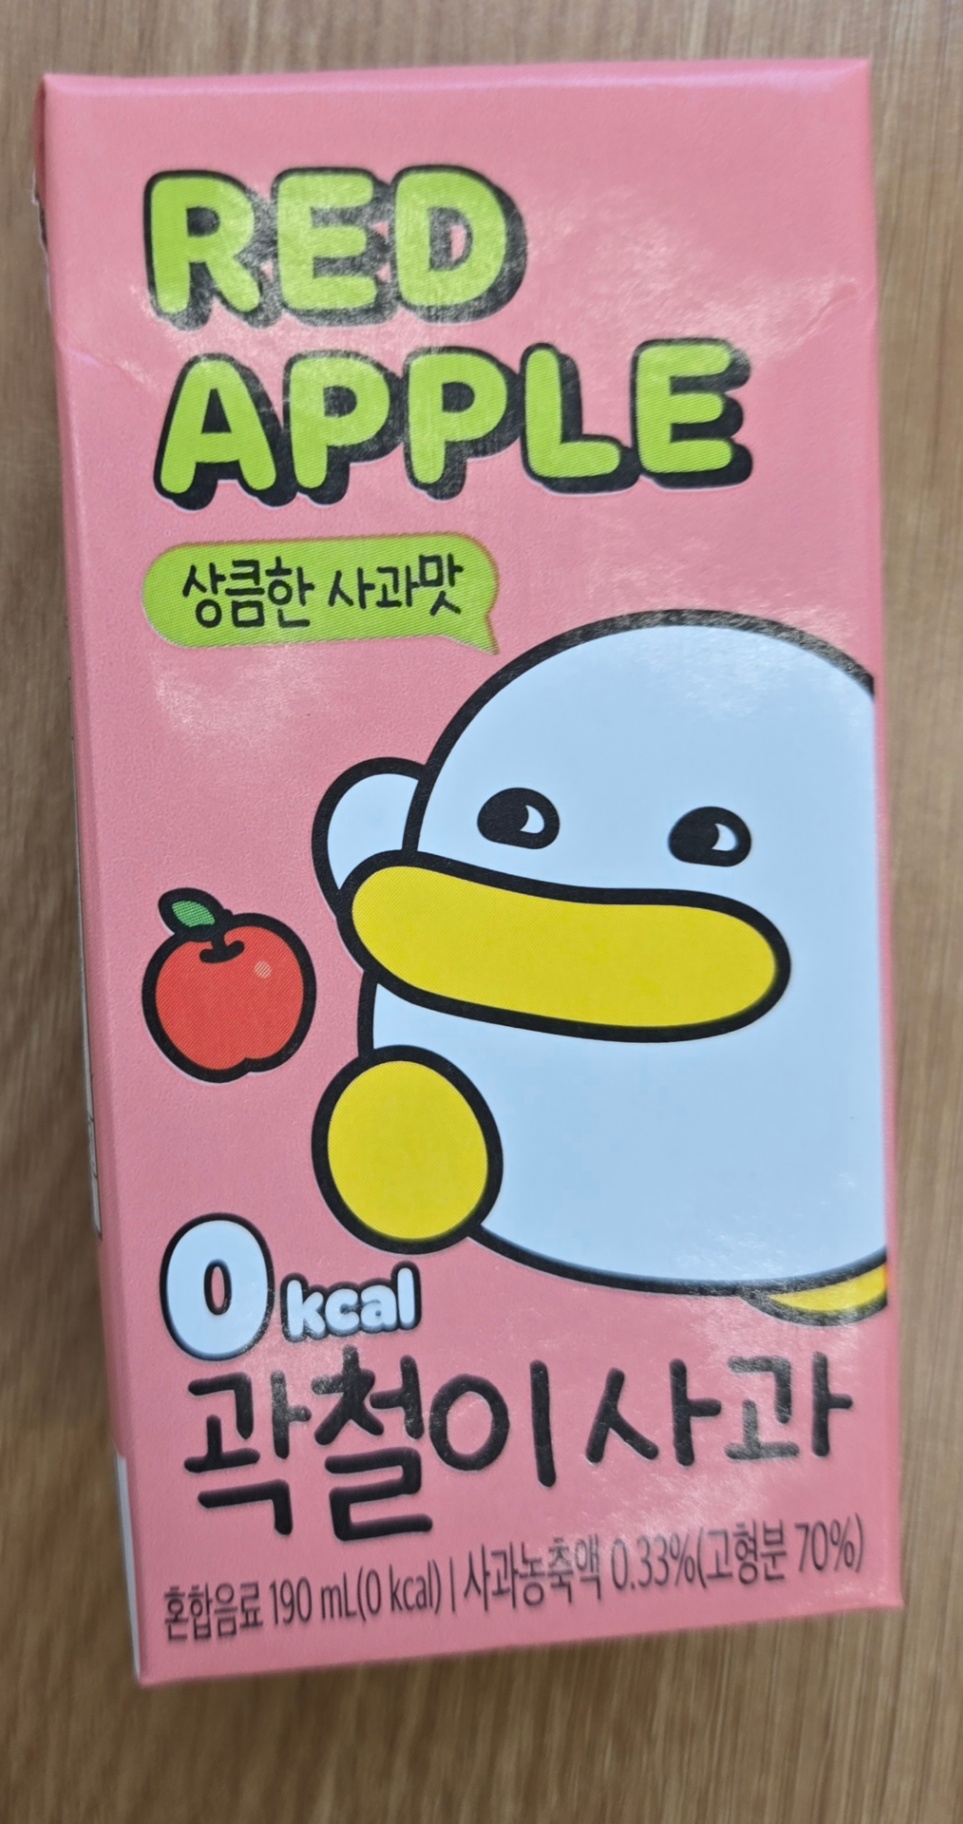 RED
APPLE
상큼한 사과맛
0 kcal
곽철이 사과
혼합음료 190 mL(0 kcal) | 사과농축액 0.33%(고형분 70%)